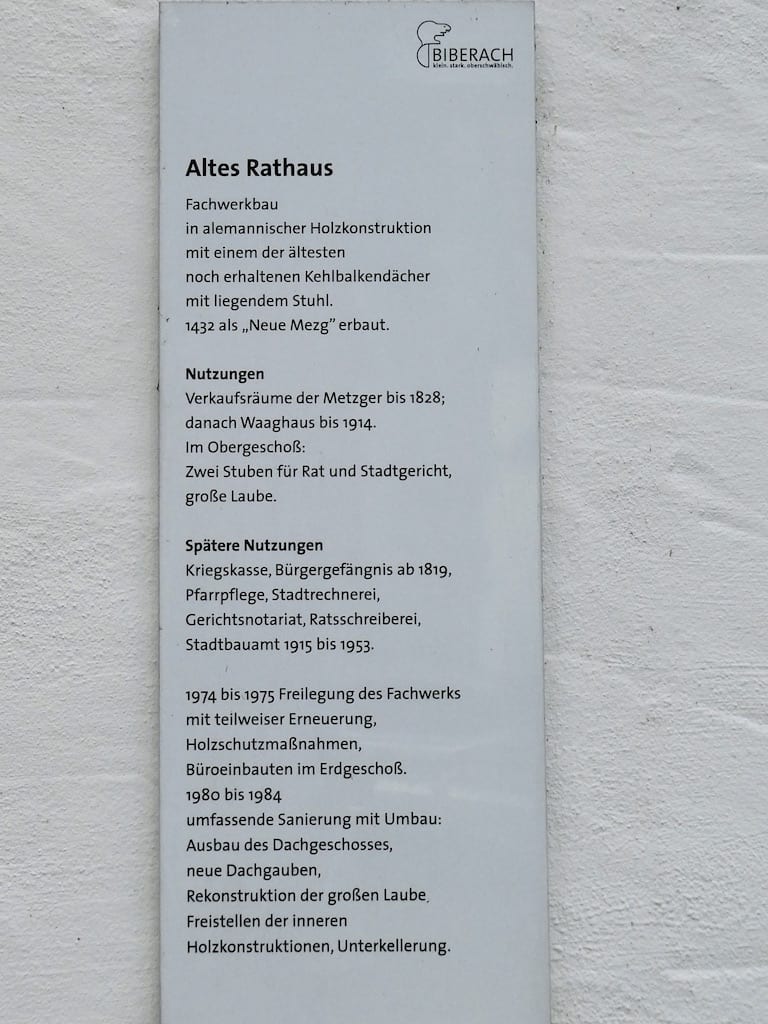 BIBERACH
klein. stark. oberschwäbisch.
Altes Rathaus
Fachwerkbau
in alemannischer Holzkonstruktion
mit einem der ältesten
noch erhaltenen Kehlbalkendächer
mit liegendem Stuhl.
1432 als „Neue Mezg” erbaut.
Nutzungen
Verkaufsräume der Metzger bis 1828;
danach Waaghaus bis 1914.
Im Obergeschoß:
Zwei Stuben für Rat und Stadtgericht,
große Laube.
Spätere Nutzungen
Kriegskasse, Bürgergefängnis ab 1819,
Pfarrpflege, Stadtrechnerei,
Gerichtsnotariat, Ratsschreiberei,
Stadtbauamt 1915 bis 1953.
1974 bis 1975 Freilegung des Fachwerks
mit teilweiser Erneuerung,
Holzschutzmaßnahmen,
Büroeinbauten im Erdgeschoß.
1980 bis 1984
umfassende Sanierung mit Umbau:
Ausbau des Dachgeschosses,
neue Dachgauben,
Rekonstruktion der großen Laube.
Freistellen der inneren
Holzkonstruktionen, Unterkellerung.